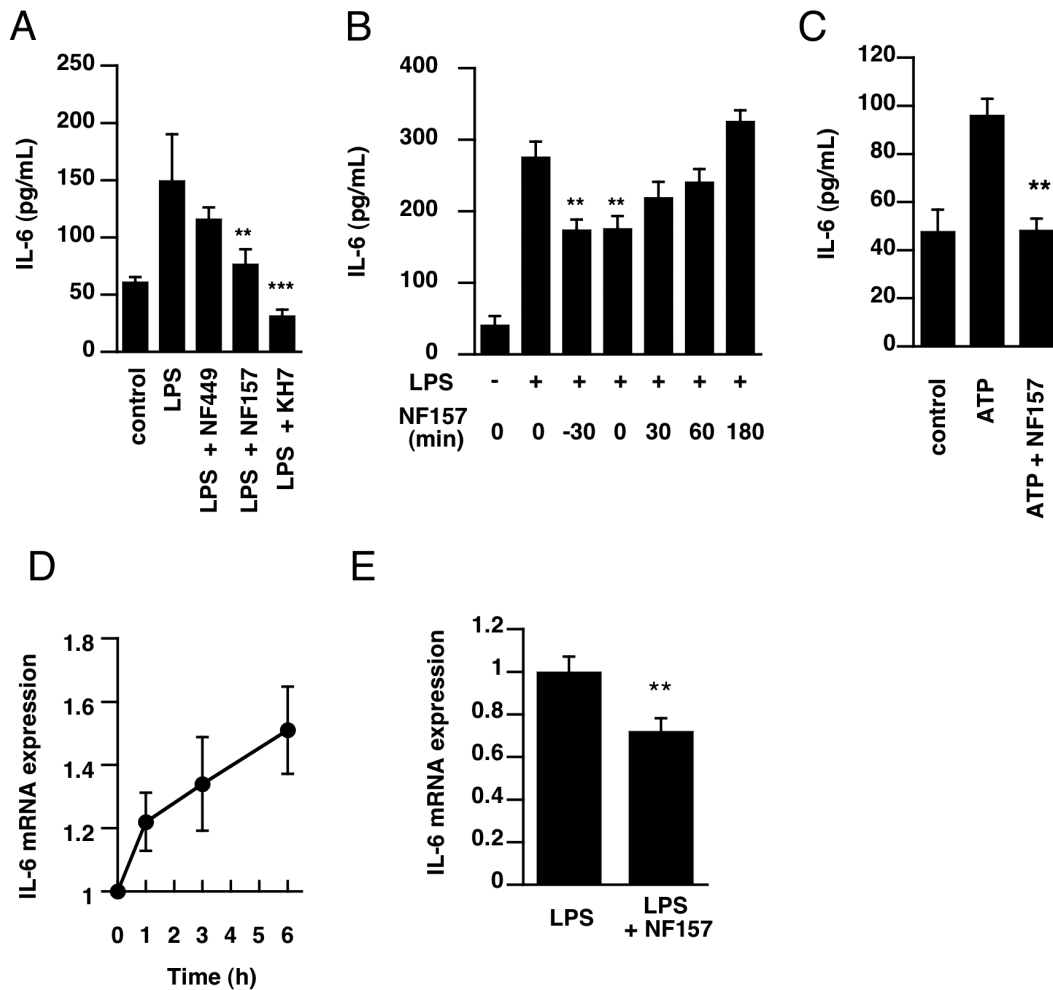 A
IL-6 (pg/mL)
250
200
150
100
50
0
control
LPS
LPS + NF449
LPS + NF157
LPS + KH7
**
***
B
IL-6 (pg/mL)
400
300
200
100
0
** **
LPS - + + + + + +
NF157 (min) 0 0 -30 0 30 60 180
C
IL-6 (pg/mL)
120
100
80
60
40
20
0
**
control
ATP
ATP + NF157
D
IL-6 mRNA expression
1.8
1.6
1.4
1.2
1
0 1 2 3 4 5 6
Time (h)
E
IL-6 mRNA expression
1.2
1
0.8
0.6
0.4
0.2
0
**
LPS
LPS
+ NF157